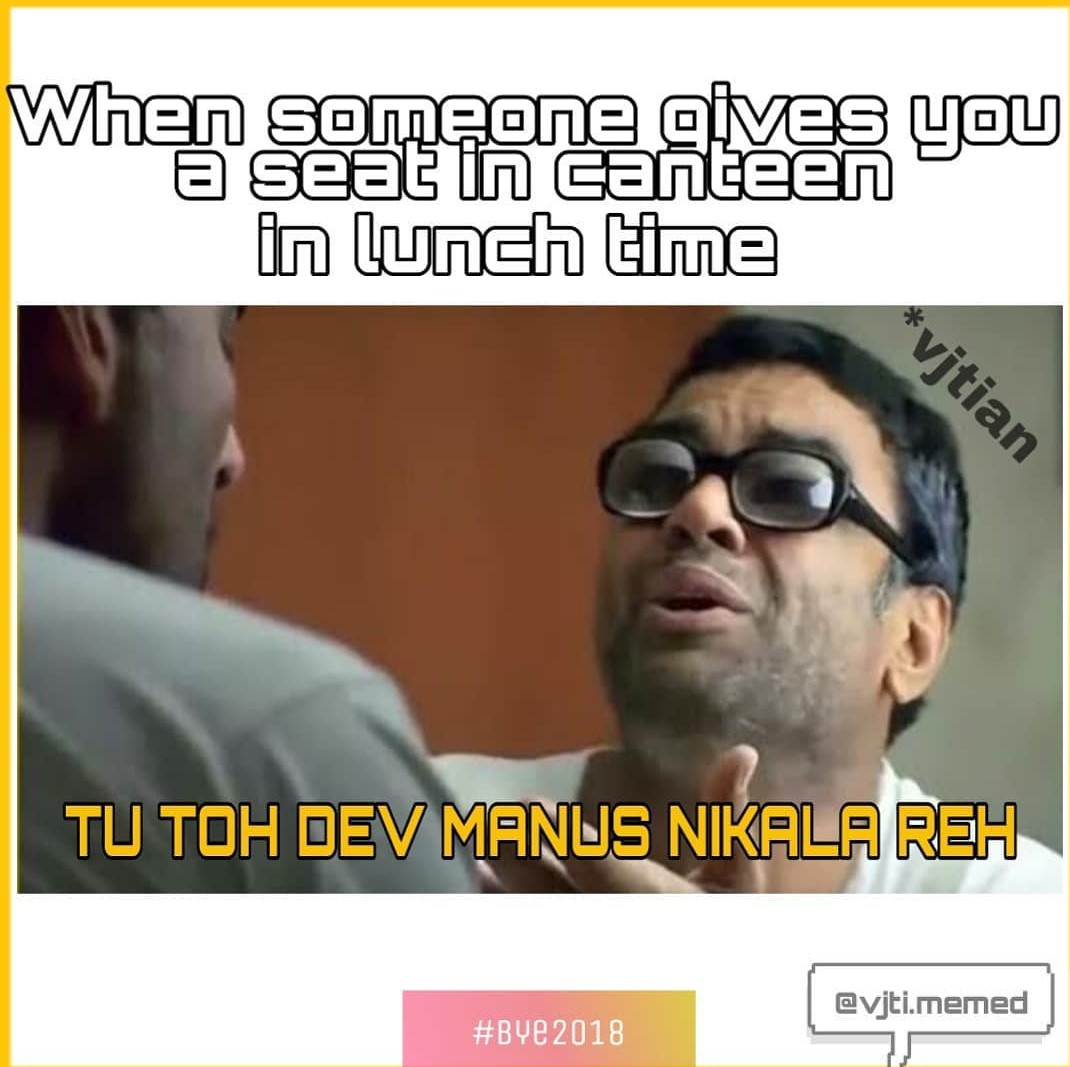 When someone gives you
a seat in canteen
in lunch time
*vjtian
TU TOH DEV MANUS NIKALA REH
@vjti.memed
#BYe2018